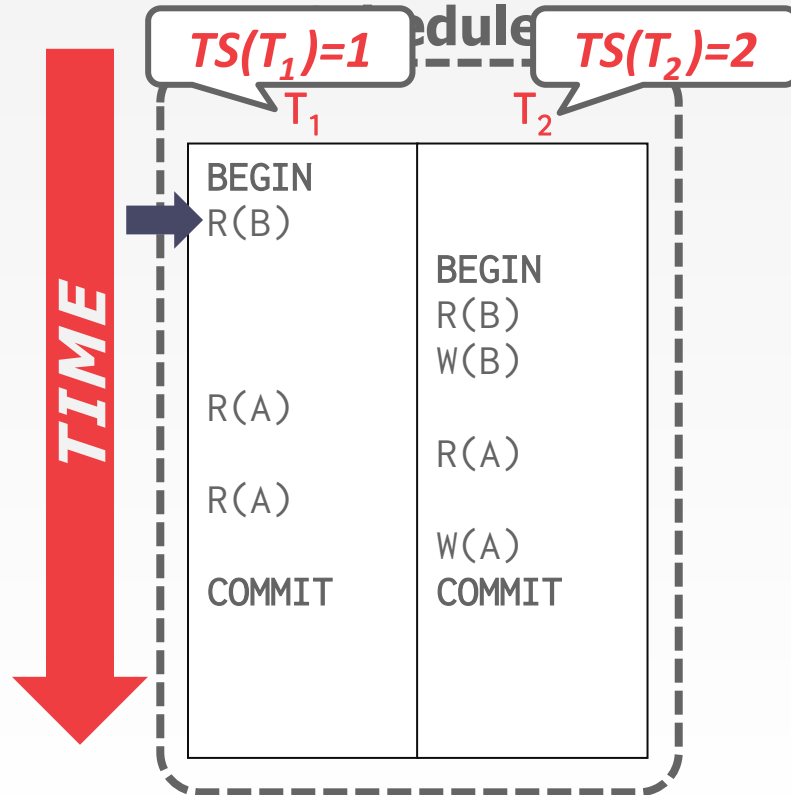 edule
TS(T₁)=1
TS(T₂)=2
T₁
T₂
TIME
BEGIN
R(B)
BEGIN
R(B)
W(B)
R(A)
R(A)
R(A)
W(A)
COMMIT
COMMIT